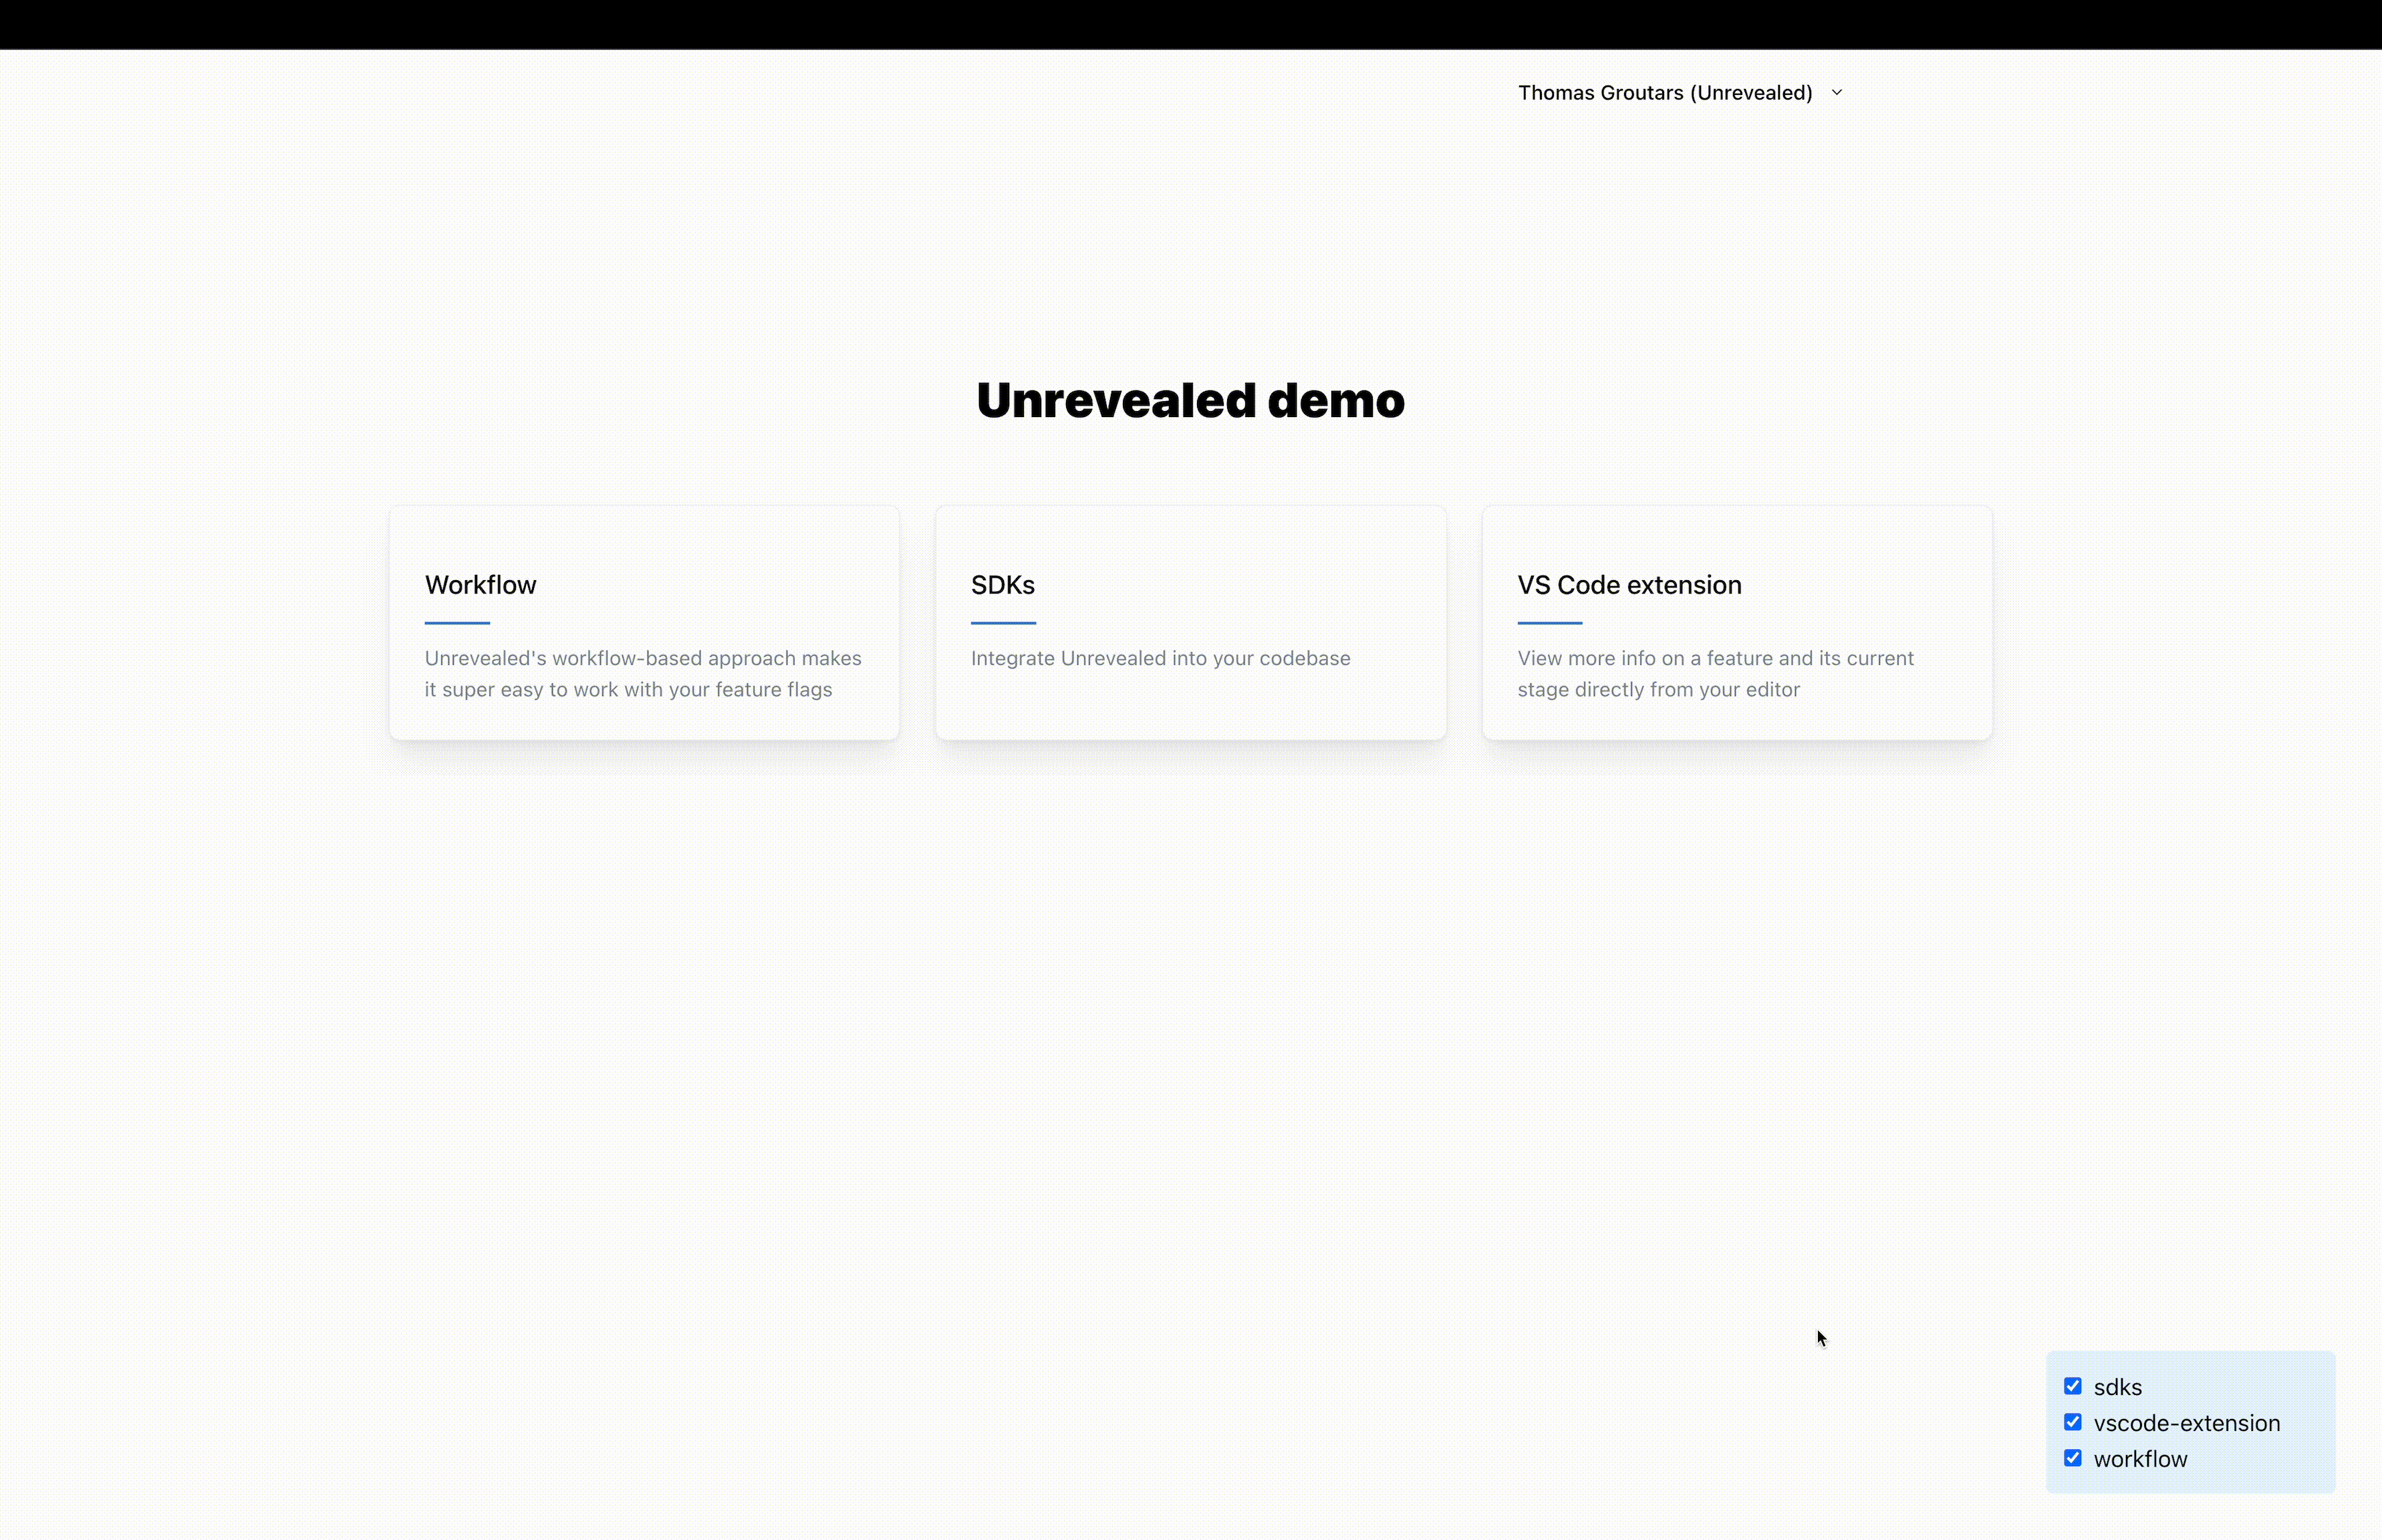 Thomas Groutars (Unrevealed)
Unrevealed demo
Workflow
Unrevealed's workflow-based approach makes
it super easy to work with your feature flags
SDKs
Integrate Unrevealed into your codebase
VS Code extension
View more info on a feature and its current
stage directly from your editor
sdks
vscode-extension
workflow